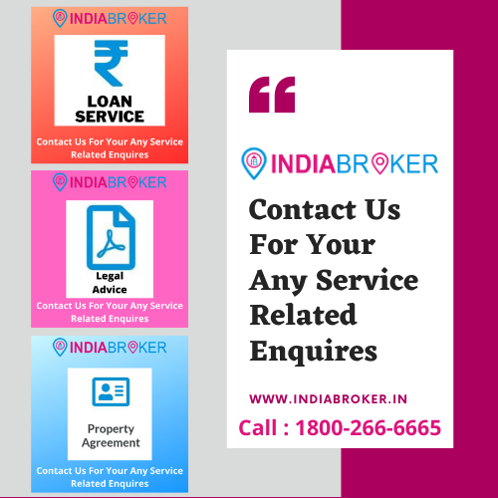 INDIABROKER
LOAN
SERVICE
Contact Us For Your Any Service
Related Enquires
INDIABROKER
Legal
Advice
Contact Us For Your Any Service
Related Enquires
INDIABROKER
Property
Agreement
Contact Us For Your Any Service
Related Enquires
INDIABROKER
Contact Us
For Your
Any Service
Related
Enquires
WWW.INDIABROKER.IN
Call : 1800-266-6665